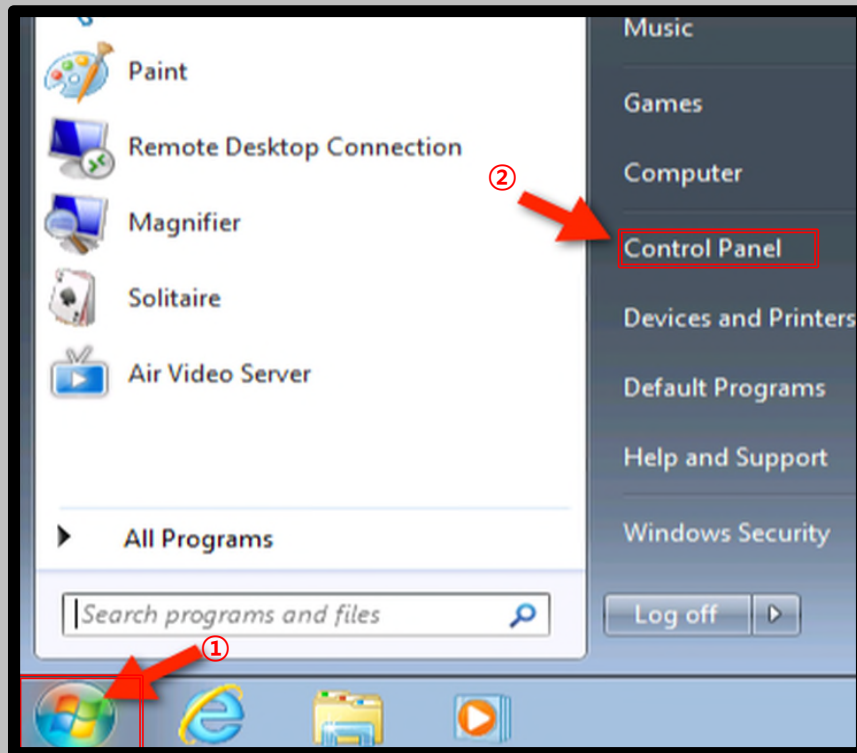 Paint
Remote Desktop Connection
Magnifier
Solitaire
Air Video Server
All Programs
Search programs and files
①
Music
Games
Computer
②
Control Panel
Devices and Printers
Default Programs
Help and Support
Windows Security
Log off